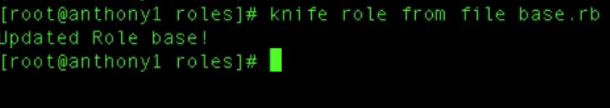 [root@anthony1 roles]# knife role from file base.rb
Updated Role base!
[root@anthony1 roles]#